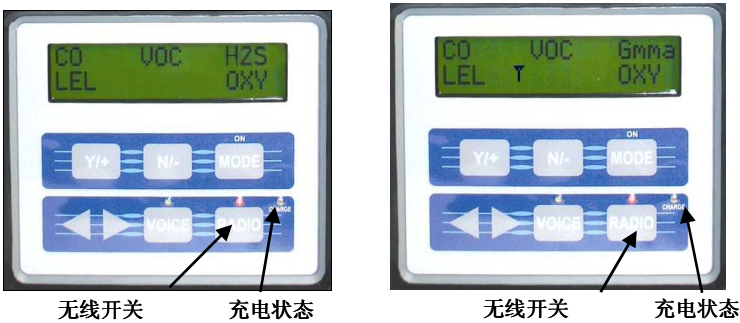 CO VOC H2S
LEL OXY
ON
Y/+ N/- MODE
CHARGE
VOICE RADIO
无线开关 充电状态
CO VOC Gmma
LEL OXY
ON
Y/+ N/- MODE
CHARGE
VOICE RADIO
无线开关 充电状态